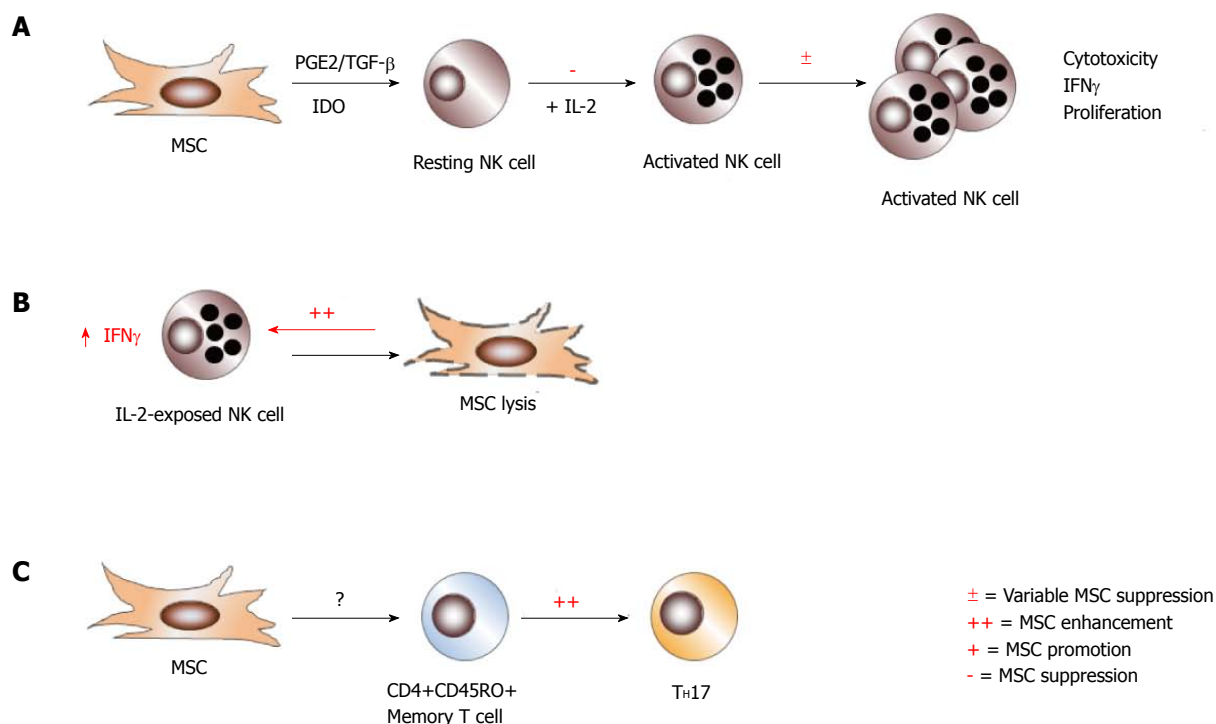 A
MSC
PGE2/TGF-β
IDO
Resting NK cell
-
+ IL-2
Activated NK cell
±
Activated NK cell
Cytotoxicity
IFNγ
Proliferation
B
IFNγ
IL-2-exposed NK cell
++
MSC lysis
C
MSC
?
CD4+CD45RO+
Memory T cell
++
TH17
± = Variable MSC suppression
++ = MSC enhancement
+ = MSC promotion
- = MSC suppression